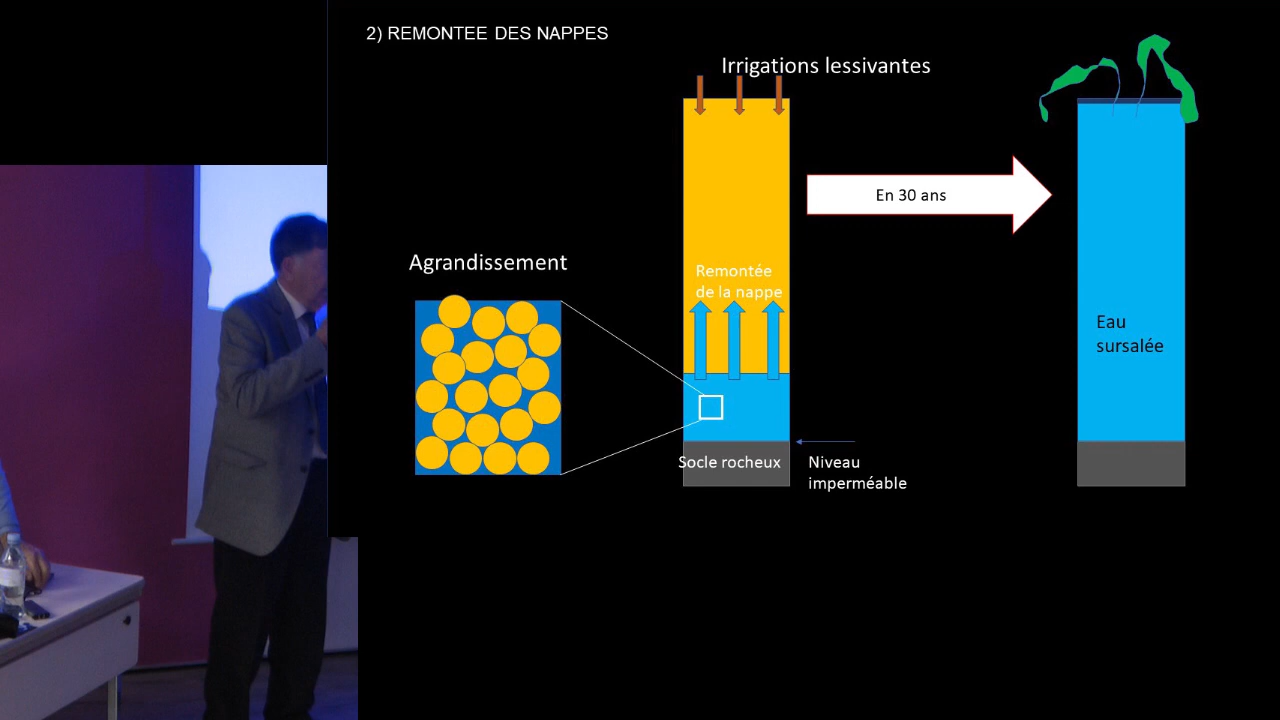 2) REMONTEE DES NAPPES
Irrigations lessivantes
En 30 ans
Agrandissement
Remontée
de la nappe
Eau
sursalée
Socle rocheux
Niveau
imperméable